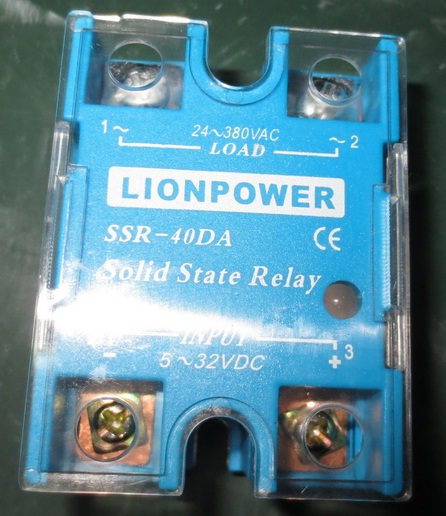 1~ 24~380VAC ~2
LOAD
LIONPOWER
SSR-40DA CE
Solid State Relay
INPUT
- 5~32VDC + 3